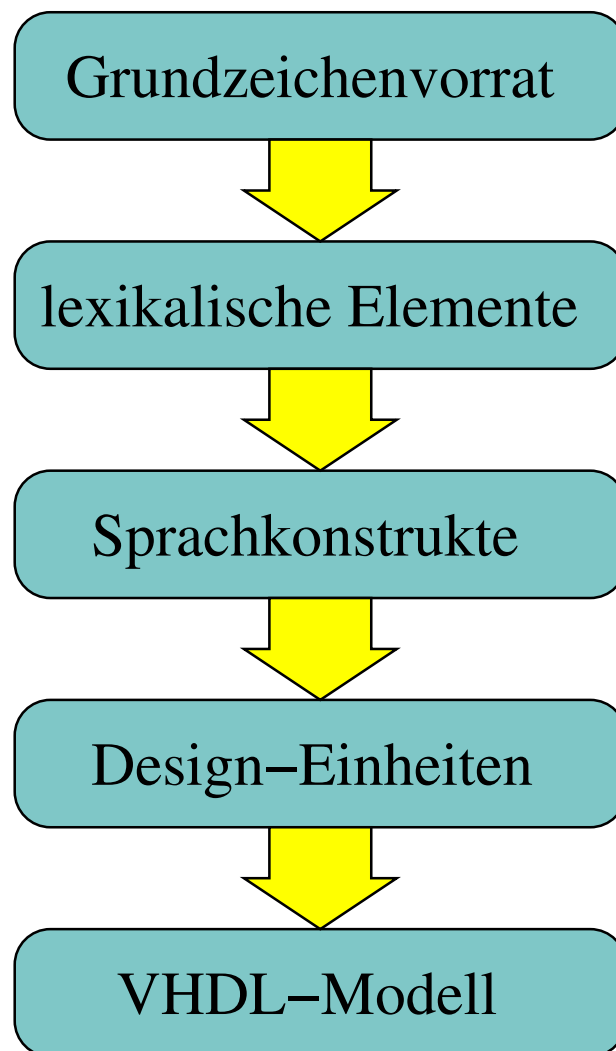 Grundzeichenvorrat
lexikalische Elemente
Sprachkonstrukte
Design−Einheiten
VHDL−Modell